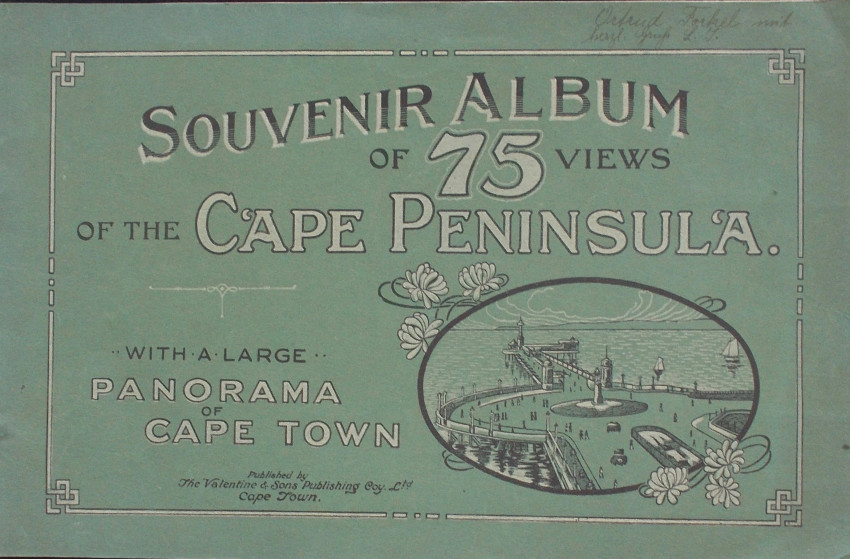 SOUVENIR ALBUM
OF 75 VIEWS
OF THE CAPE PENINSULA.
WITH·A·LARGE
PANORAMA
OF
CAPE TOWN
Published by
The Valentine & Sons Publishing Coy. Ltd
Cape Town.